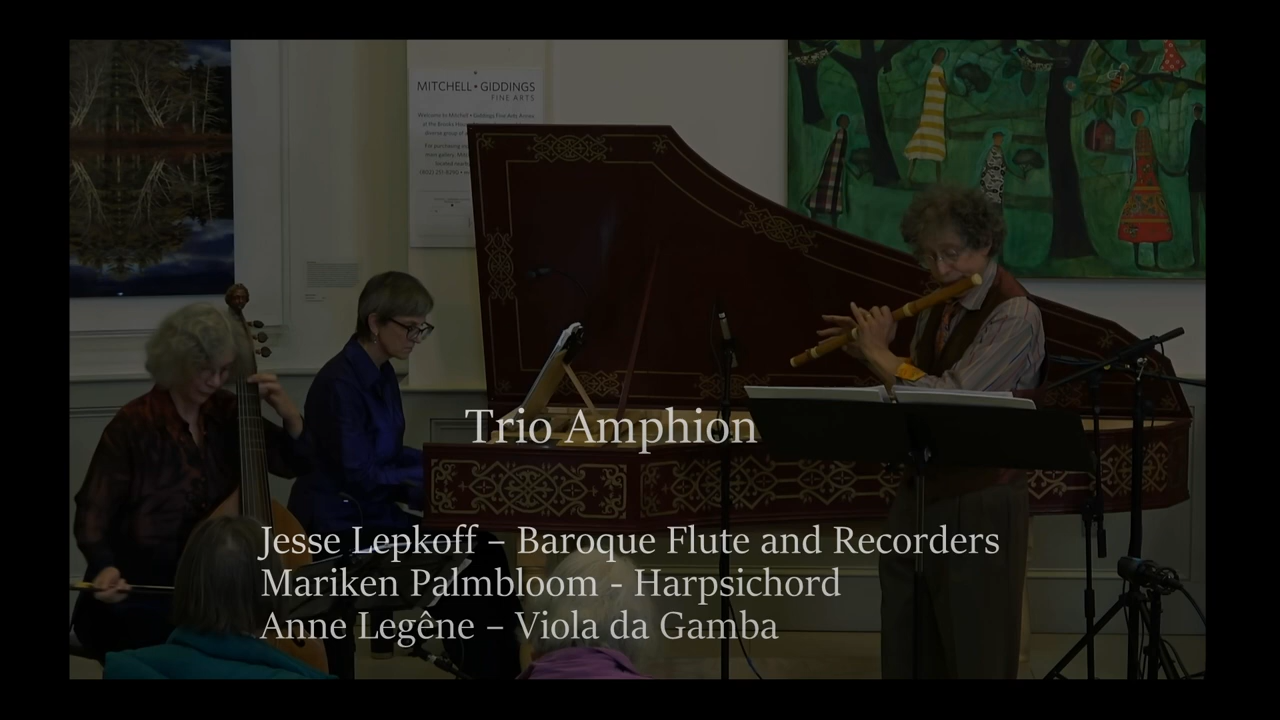 MITCHELL • GIDDINGS
FINE ARTS
Trio Amphion
Jesse Lepkoff – Baroque Flute and Recorders
Mariken Palmbloom - Harpsichord
Anne Legêne – Viola da Gamba